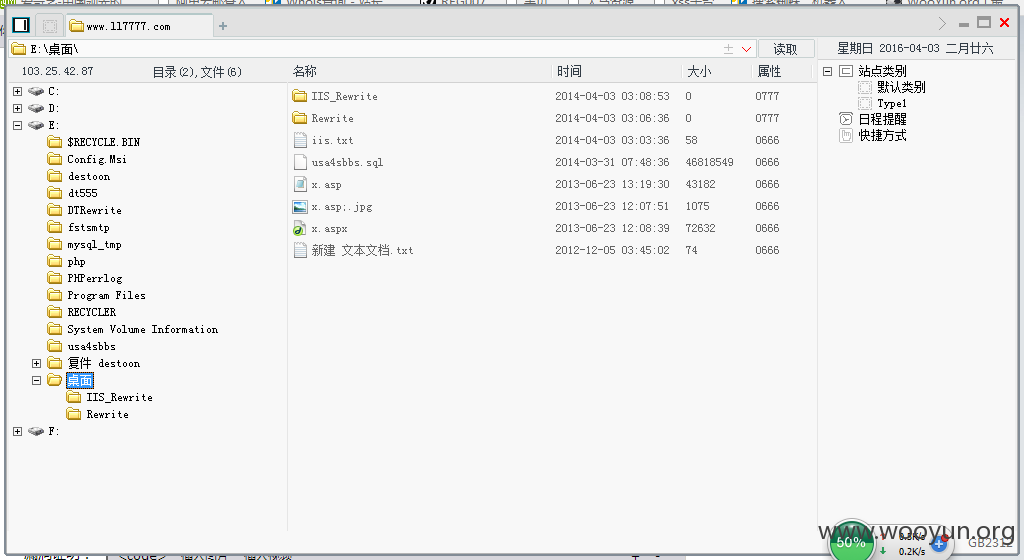 www.ll7777.com
E:\桌面\ 读取 星期日 2016-04-03 二月廿六
103.25.42.87 目录(2),文件(6) 名称 时间 大小 属性
C:
D:
E:
$RECYCLE.BIN
Config.Msi
destoon
dt555
DTRewrite
fstsmtp
mysql_tmp
php
PHPerrlog
Program Files
RECYCLER
System Volume Information
usa4sbbs
复件 destoon
桌面
IIS_Rewrite
Rewrite
F:
IIS_Rewrite 2014-04-03 03:08:53 0 0777
Rewrite 2014-04-03 03:06:36 0 0777
iis.txt 2014-04-03 03:03:36 58 0666
usa4sbbs.sql 2014-03-31 07:48:36 46818549 0666
x.asp 2013-06-23 13:19:30 43182 0666
x.asp;.jpg 2013-06-23 12:07:51 1075 0666
x.aspx 2013-06-23 12:08:39 72632 0666
新建 文本文档.txt 2012-12-05 03:45:02 74 0666
站点类别
默认类别
Type1
日程提醒
快捷方式
www.wooyun.org
0.2K/s
GB2312